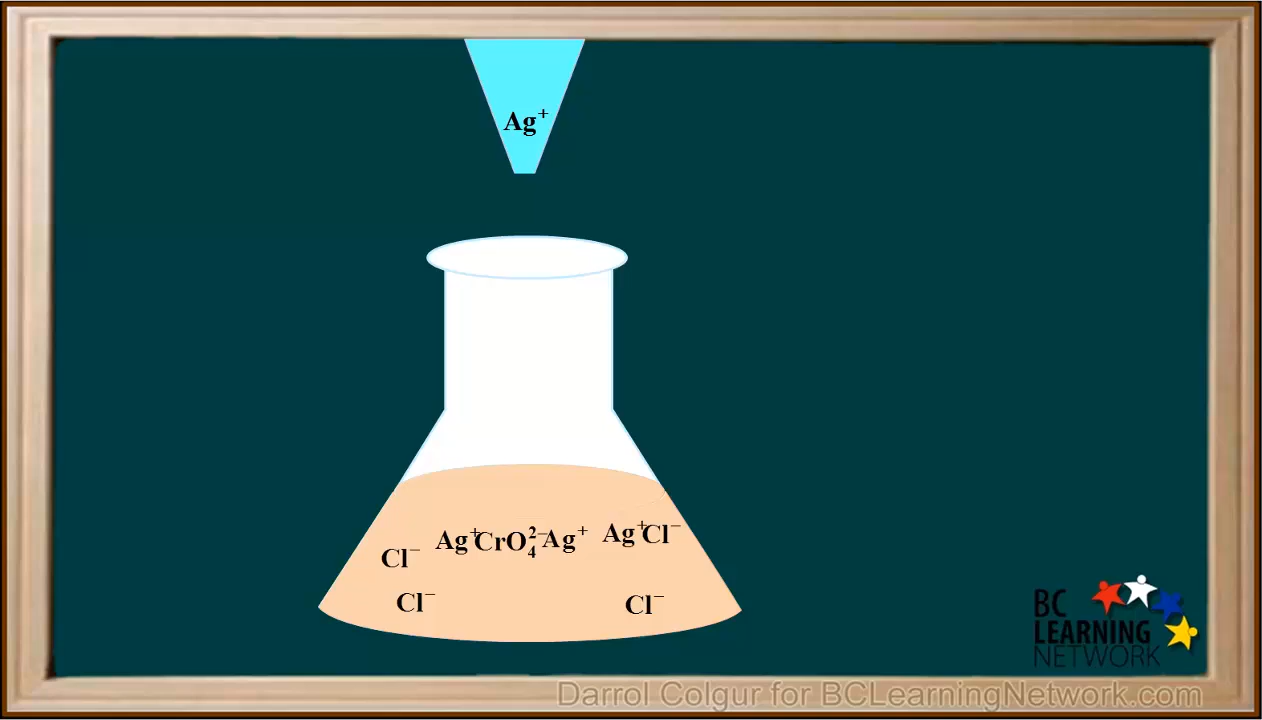 Ag⁺
Ag⁺CrO₄²⁻Ag⁺ Ag⁺Cl⁻
Cl⁻
Cl⁻ Cl⁻
BC
LEARNING
NETWORK
Darrol Colgur for BCLearningNetwork.com